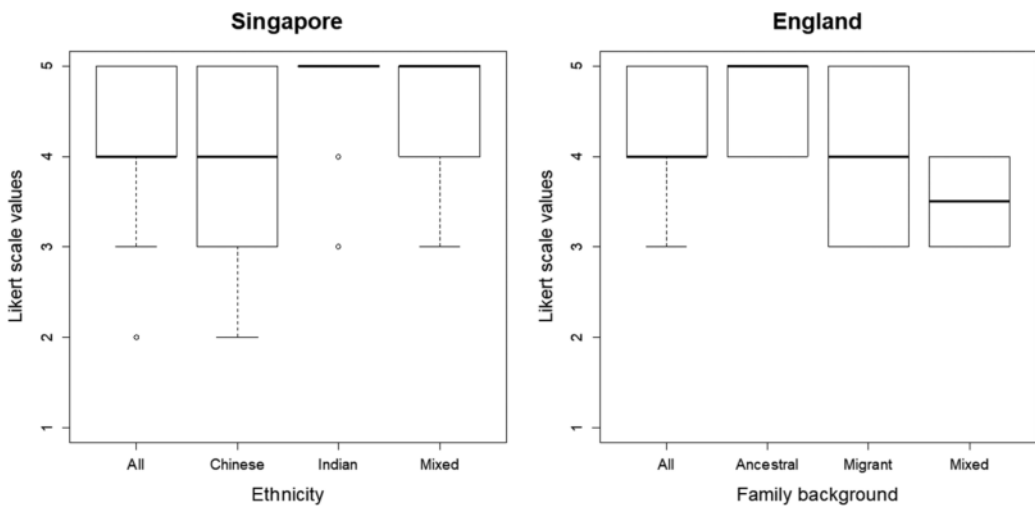 Singapore
Likert scale values
5
4
3
2
1
All Chinese Indian Mixed
Ethnicity
England
Likert scale values
5
4
3
2
1
All Ancestral Migrant Mixed
Family background